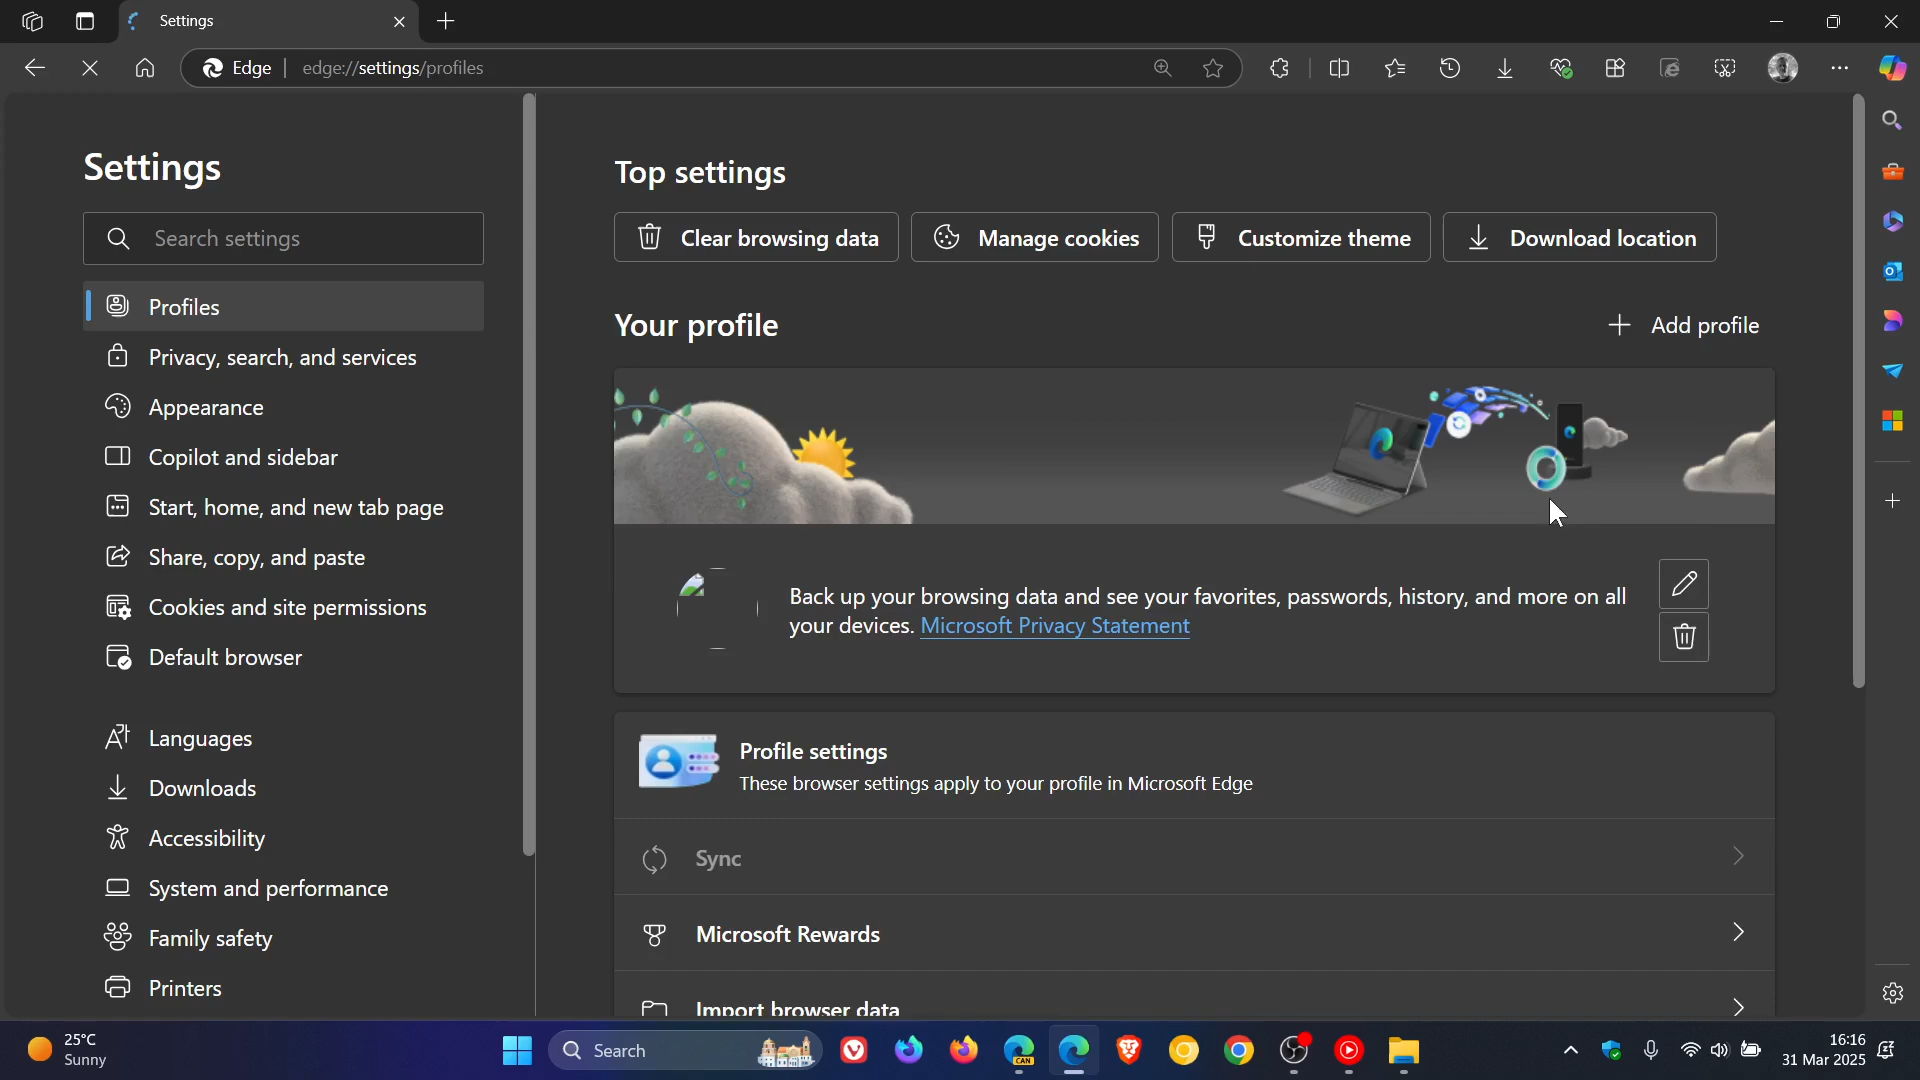 Settings
Edge
edge://settings/profiles
Settings
Search settings
Profiles
Privacy, search, and services
Appearance
Copilot and sidebar
Start, home, and new tab page
Share, copy, and paste
Cookies and site permissions
Default browser
Languages
Downloads
Accessibility
System and performance
Family safety
Printers
Top settings
Clear browsing data
Manage cookies
Customize theme
Download location
Your profile
Add profile
Back up your browsing data and see your favorites, passwords, history, and more on all
your devices. Microsoft Privacy Statement
Profile settings
These browser settings apply to your profile in Microsoft Edge
Sync
Microsoft Rewards
Import browser data
25°C
Sunny
Search
CAN
16:16
31 Mar 2025